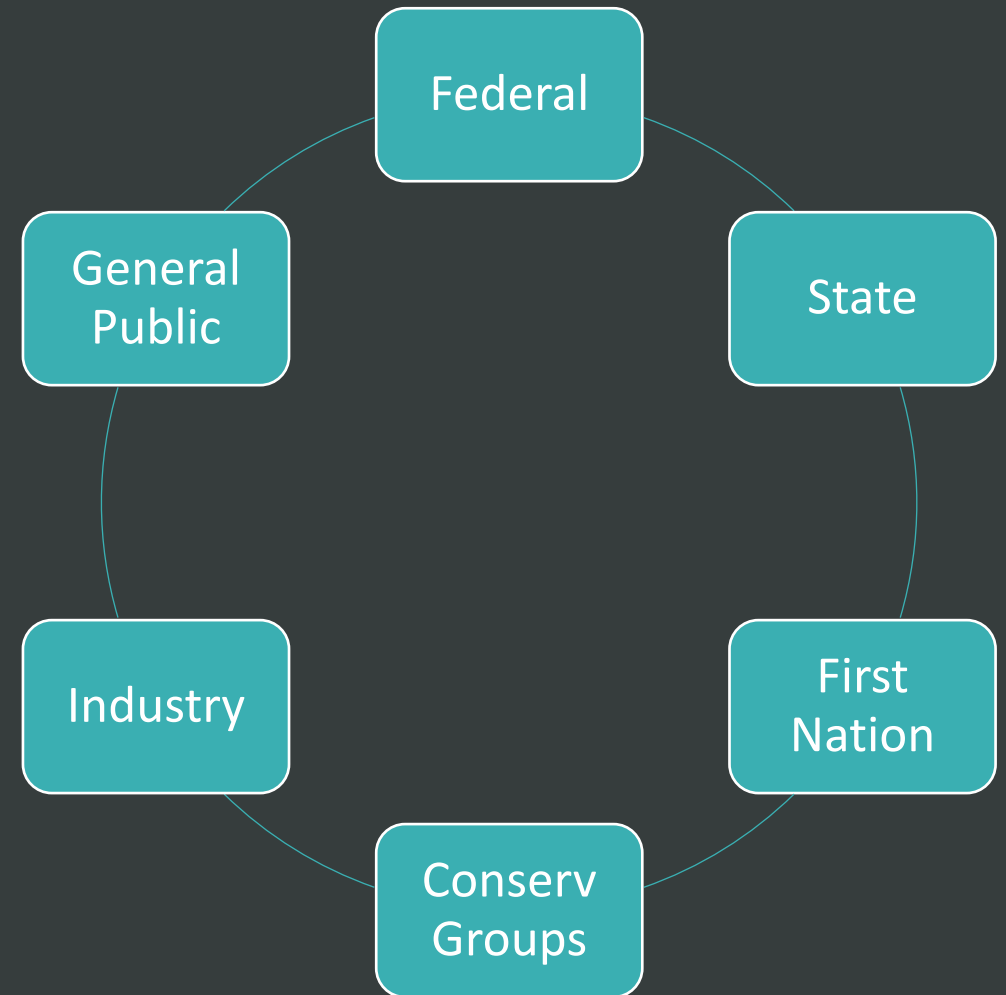 Federal
State
First
Nation
Conserv
Groups
Industry
General
Public